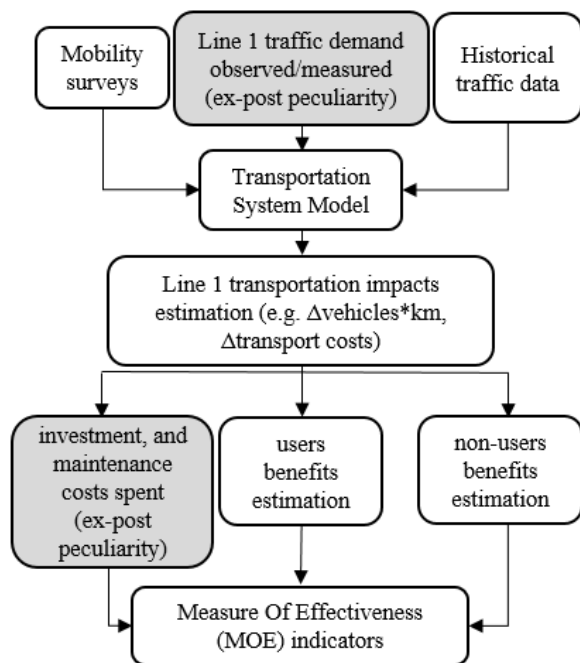 Mobility
surveys
Line 1 traffic demand
observed/measured
(ex-post peculiarity)
Historical
traffic data
Transportation
System Model
Line 1 transportation impacts
estimation (e.g. Δvehicles*km,
Δtransport costs)
investment, and
maintenance
costs spent
(ex-post
peculiarity)
users
benefits
estimation
non-users
benefits
estimation
Measure Of Effectiveness
(MOE) indicators